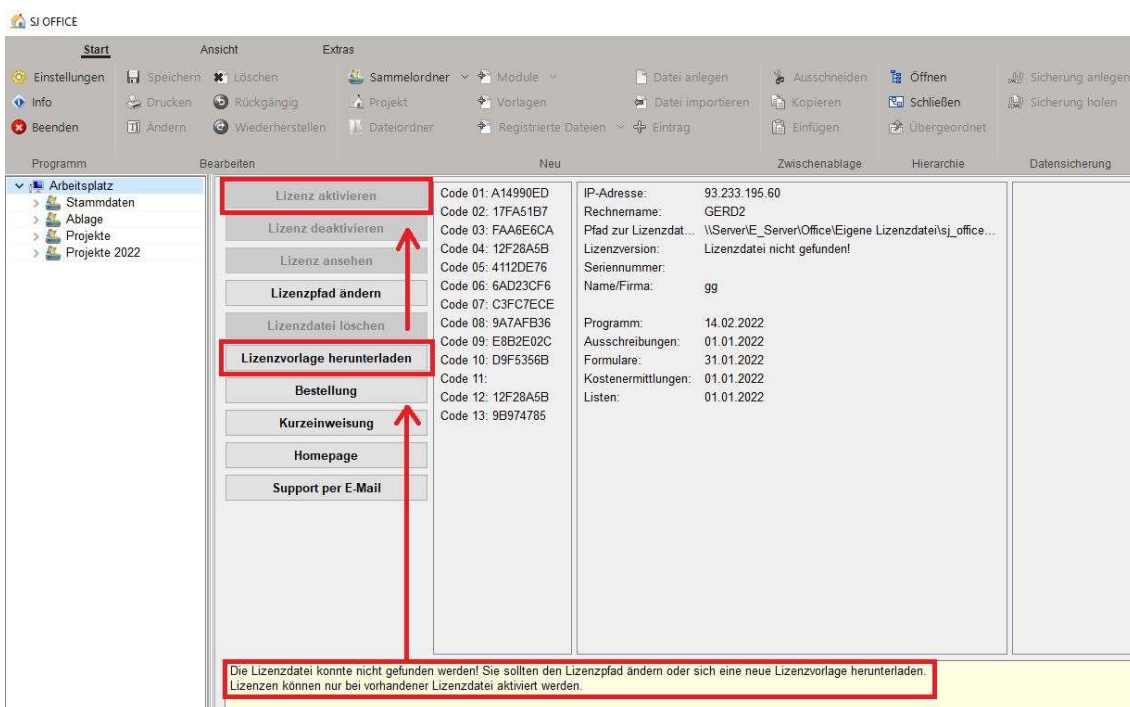 SJ OFFICE
Start Ansicht Extras
Einstellungen Speichern Löschen Sammelordner Module Datei anlegen Ausschneiden Öffnen Sicherung anlegen
Info Drucken Rückgängig Projekt Vorlagen Datei importieren Kopieren Schließen Sicherung holen
Beenden Ändern Wiederherstellen Dateiordner Registrierte Dateien Eintrag Einfügen Übergeordnet
Programm Bearbeiten Neu Zwischenablage Hierarchie Datensicherung
Arbeitsplatz
Stammdaten
Ablage
Projekte
Projekte 2022
Lizenz aktivieren
Lizenz deaktivieren
Lizenz ansehen
Lizenzpfad ändern
Lizenzdatei löschen
Lizenzvorlage herunterladen
Bestellung
Kurzeinweisung
Homepage
Support per E-Mail
Code 01: A14990ED
Code 02: 17FA51B7
Code 03: FAA6E6CA
Code 04: 12F28A5B
Code 05: 4112DE76
Code 06: 6AD23CF6
Code 07: C3FC7ECE
Code 08: 9A7AFB36
Code 09: E8B2E02C
Code 10: D9F5356B
Code 11:
Code 12: 12F28A5B
Code 13: 9B974785
IP-Adresse: 93.233.195.60
Rechnername: GERD2
Pfad zur Lizenzdat... \\Server\E_Server\Office\Eigene Lizenzdatei\sj_office...
Lizenzversion: Lizenzdatei nicht gefunden!
Seriennummer:
Name/Firma: gg
Programm: 14.02.2022
Ausschreibungen: 01.01.2022
Formulare: 31.01.2022
Kostenermittlungen: 01.01.2022
Listen: 01.01.2022
Die Lizenzdatei konnte nicht gefunden werden! Sie sollten den Lizenzpfad ändern oder sich eine neue Lizenzvorlage herunterladen.
Lizenzen können nur bei vorhandener Lizenzdatei aktiviert werden.